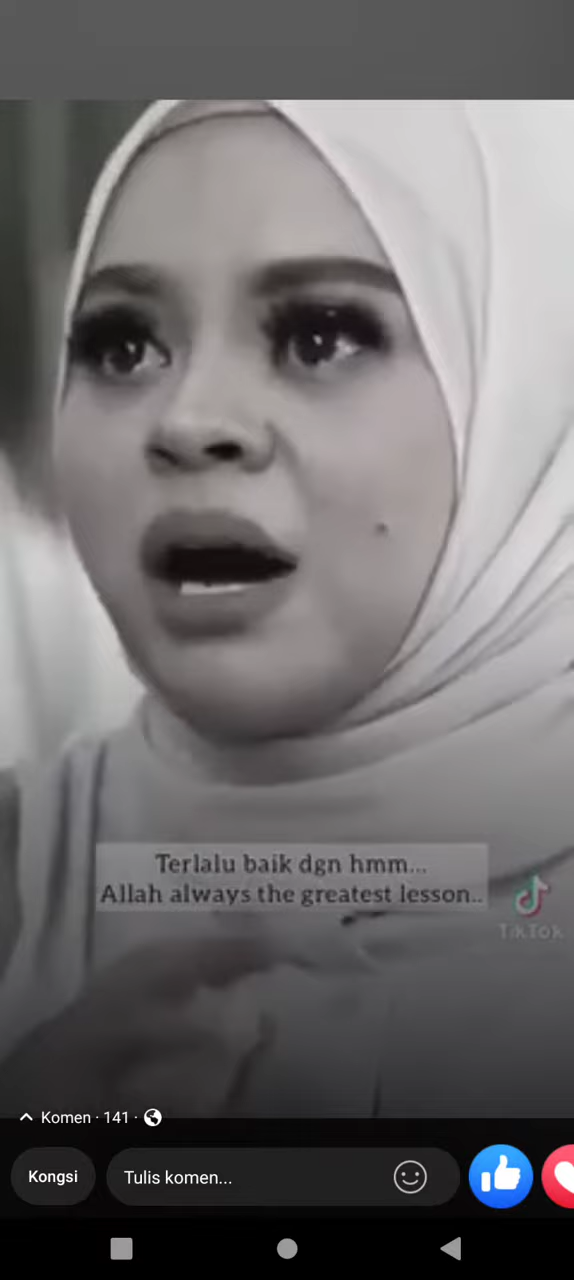 Terlalu baik dgn hmm...
Allah always the greatest lesson..
TikTok
Komen · 141 ·
Kongsi
Tulis komen...